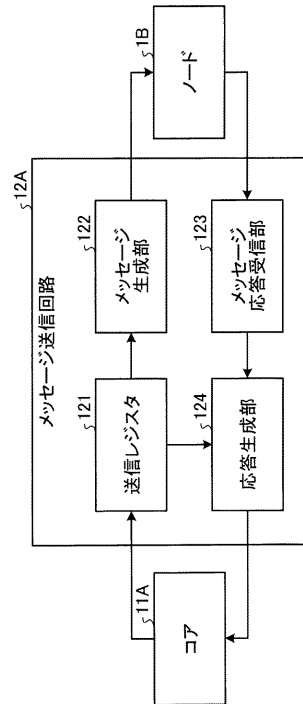 12A
メッセージ送信回路
11A
コア
121
送信レジスタ
122
メッセージ
生成部
1B
ノード
124
応答生成部
123
メッセージ
応答受信部